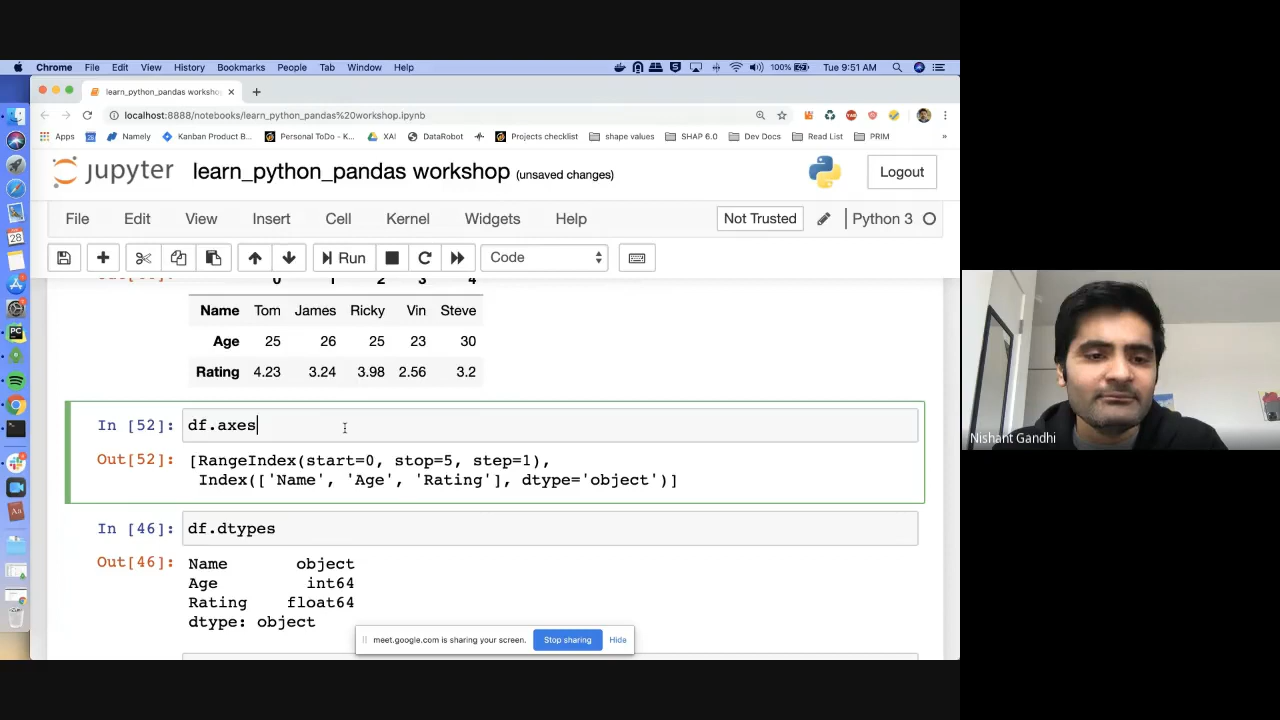 Chrome File Edit View History Bookmarks People Tab Window Help 100% Tue 9:51 AM
learn_python_pandas worksho
localhost:8888/notebooks/learn_python_pandas%20workshop.ipynb
Apps Namely Kanban Product B... Personal ToDo - K... XAI DataRobot Projects checklist shape values SHAP 6.0 Dev Docs Read List PRIM »
jupyter learn_python_pandas workshop (unsaved changes) Logout
File Edit View Insert Cell Kernel Widgets Help Not Trusted Python 3
Run Code
0 1 2 3 4
Name Tom James Ricky Vin Steve
Age 25 26 25 23 30
Rating 4.23 3.24 3.98 2.56 3.2
In [52]: df.axes
Out[52]: [RangeIndex(start=0, stop=5, step=1),
Index(['Name', 'Age', 'Rating'], dtype='object')]
In [46]: df.dtypes
Out[46]: Name object
Age int64
Rating float64
dtype: object
meet.google.com is sharing your screen. Stop sharing Hide
Nishant Gandhi